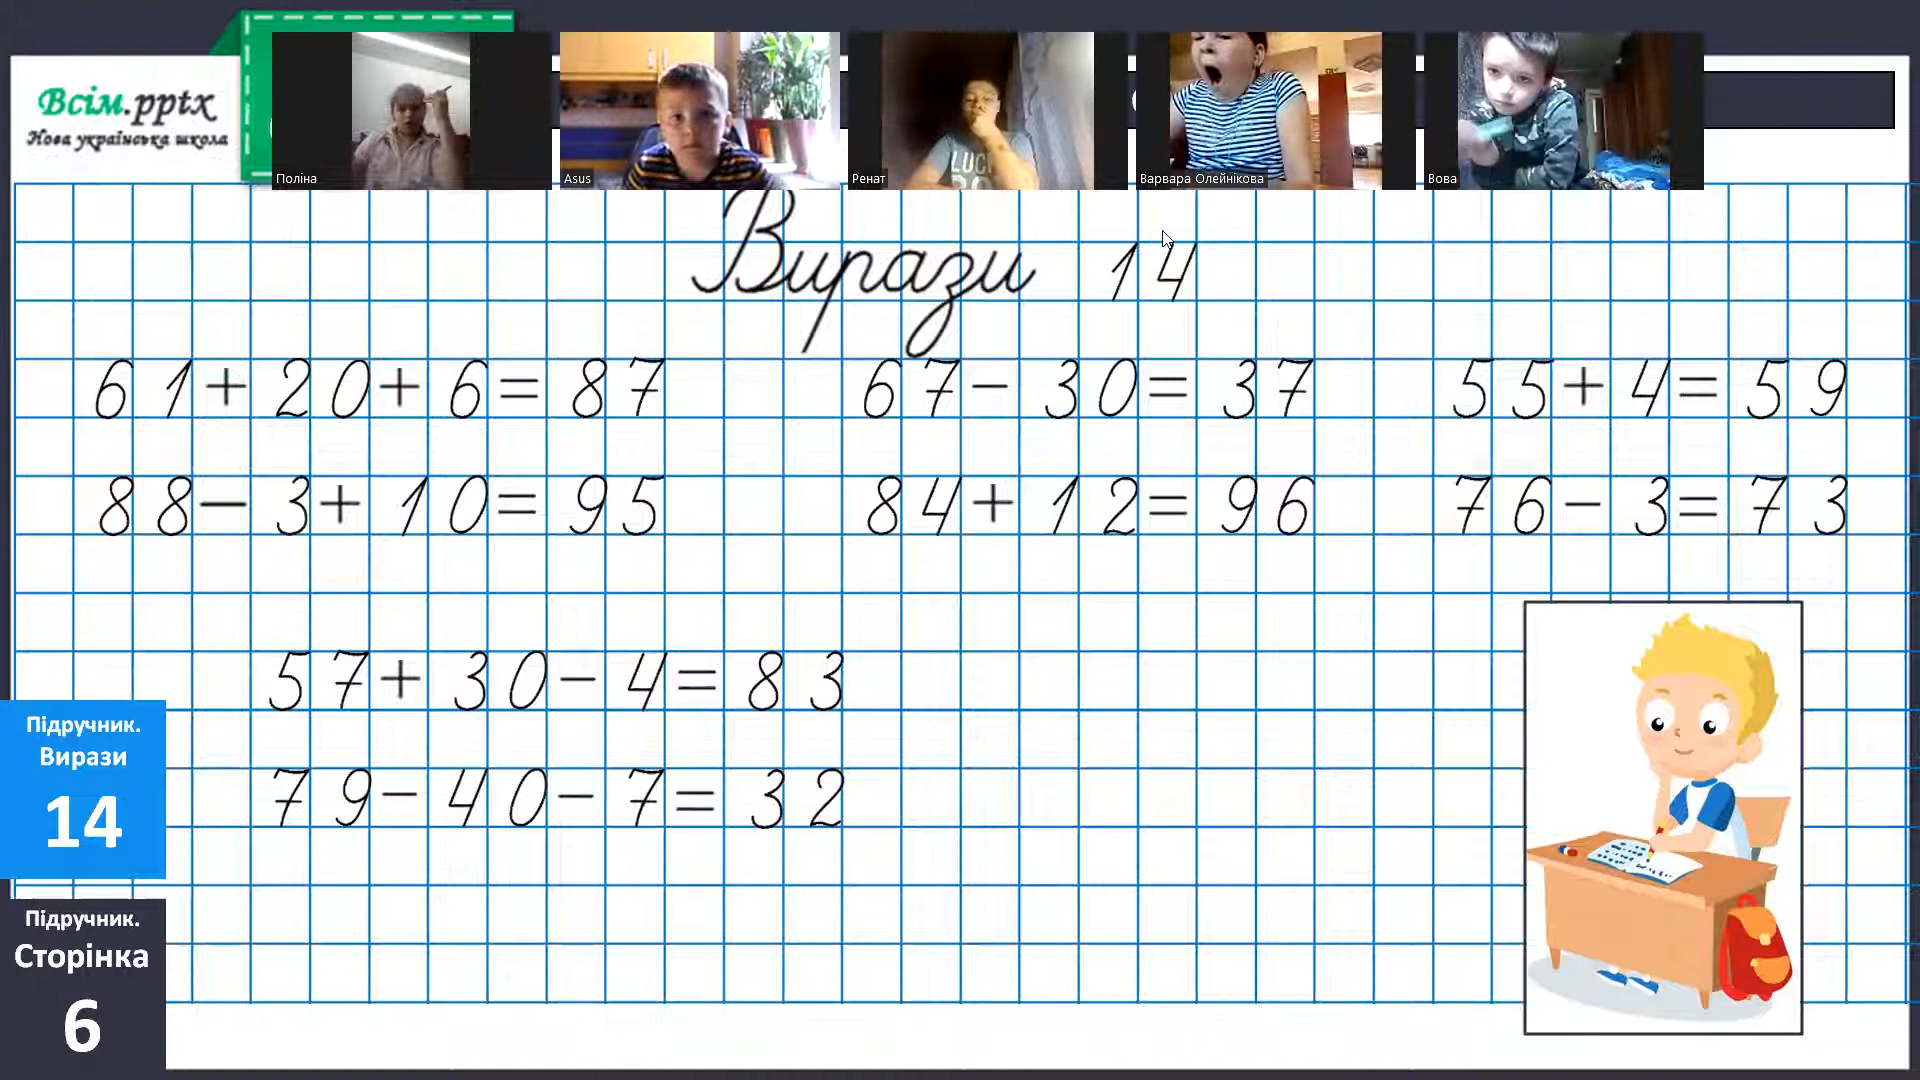 Всім.pptx
Нова українська школа
Поліна
Asus
Ренат
Варвара Олейнікова
Вова
Вирази 14
61+20+6=87 67-30=37 55+4=59
88-3+10=95 84+12=96 76-3=73
57+30-4=83
79-40-7=32
Підручник.
Вирази
14
Підручник.
Сторінка
6